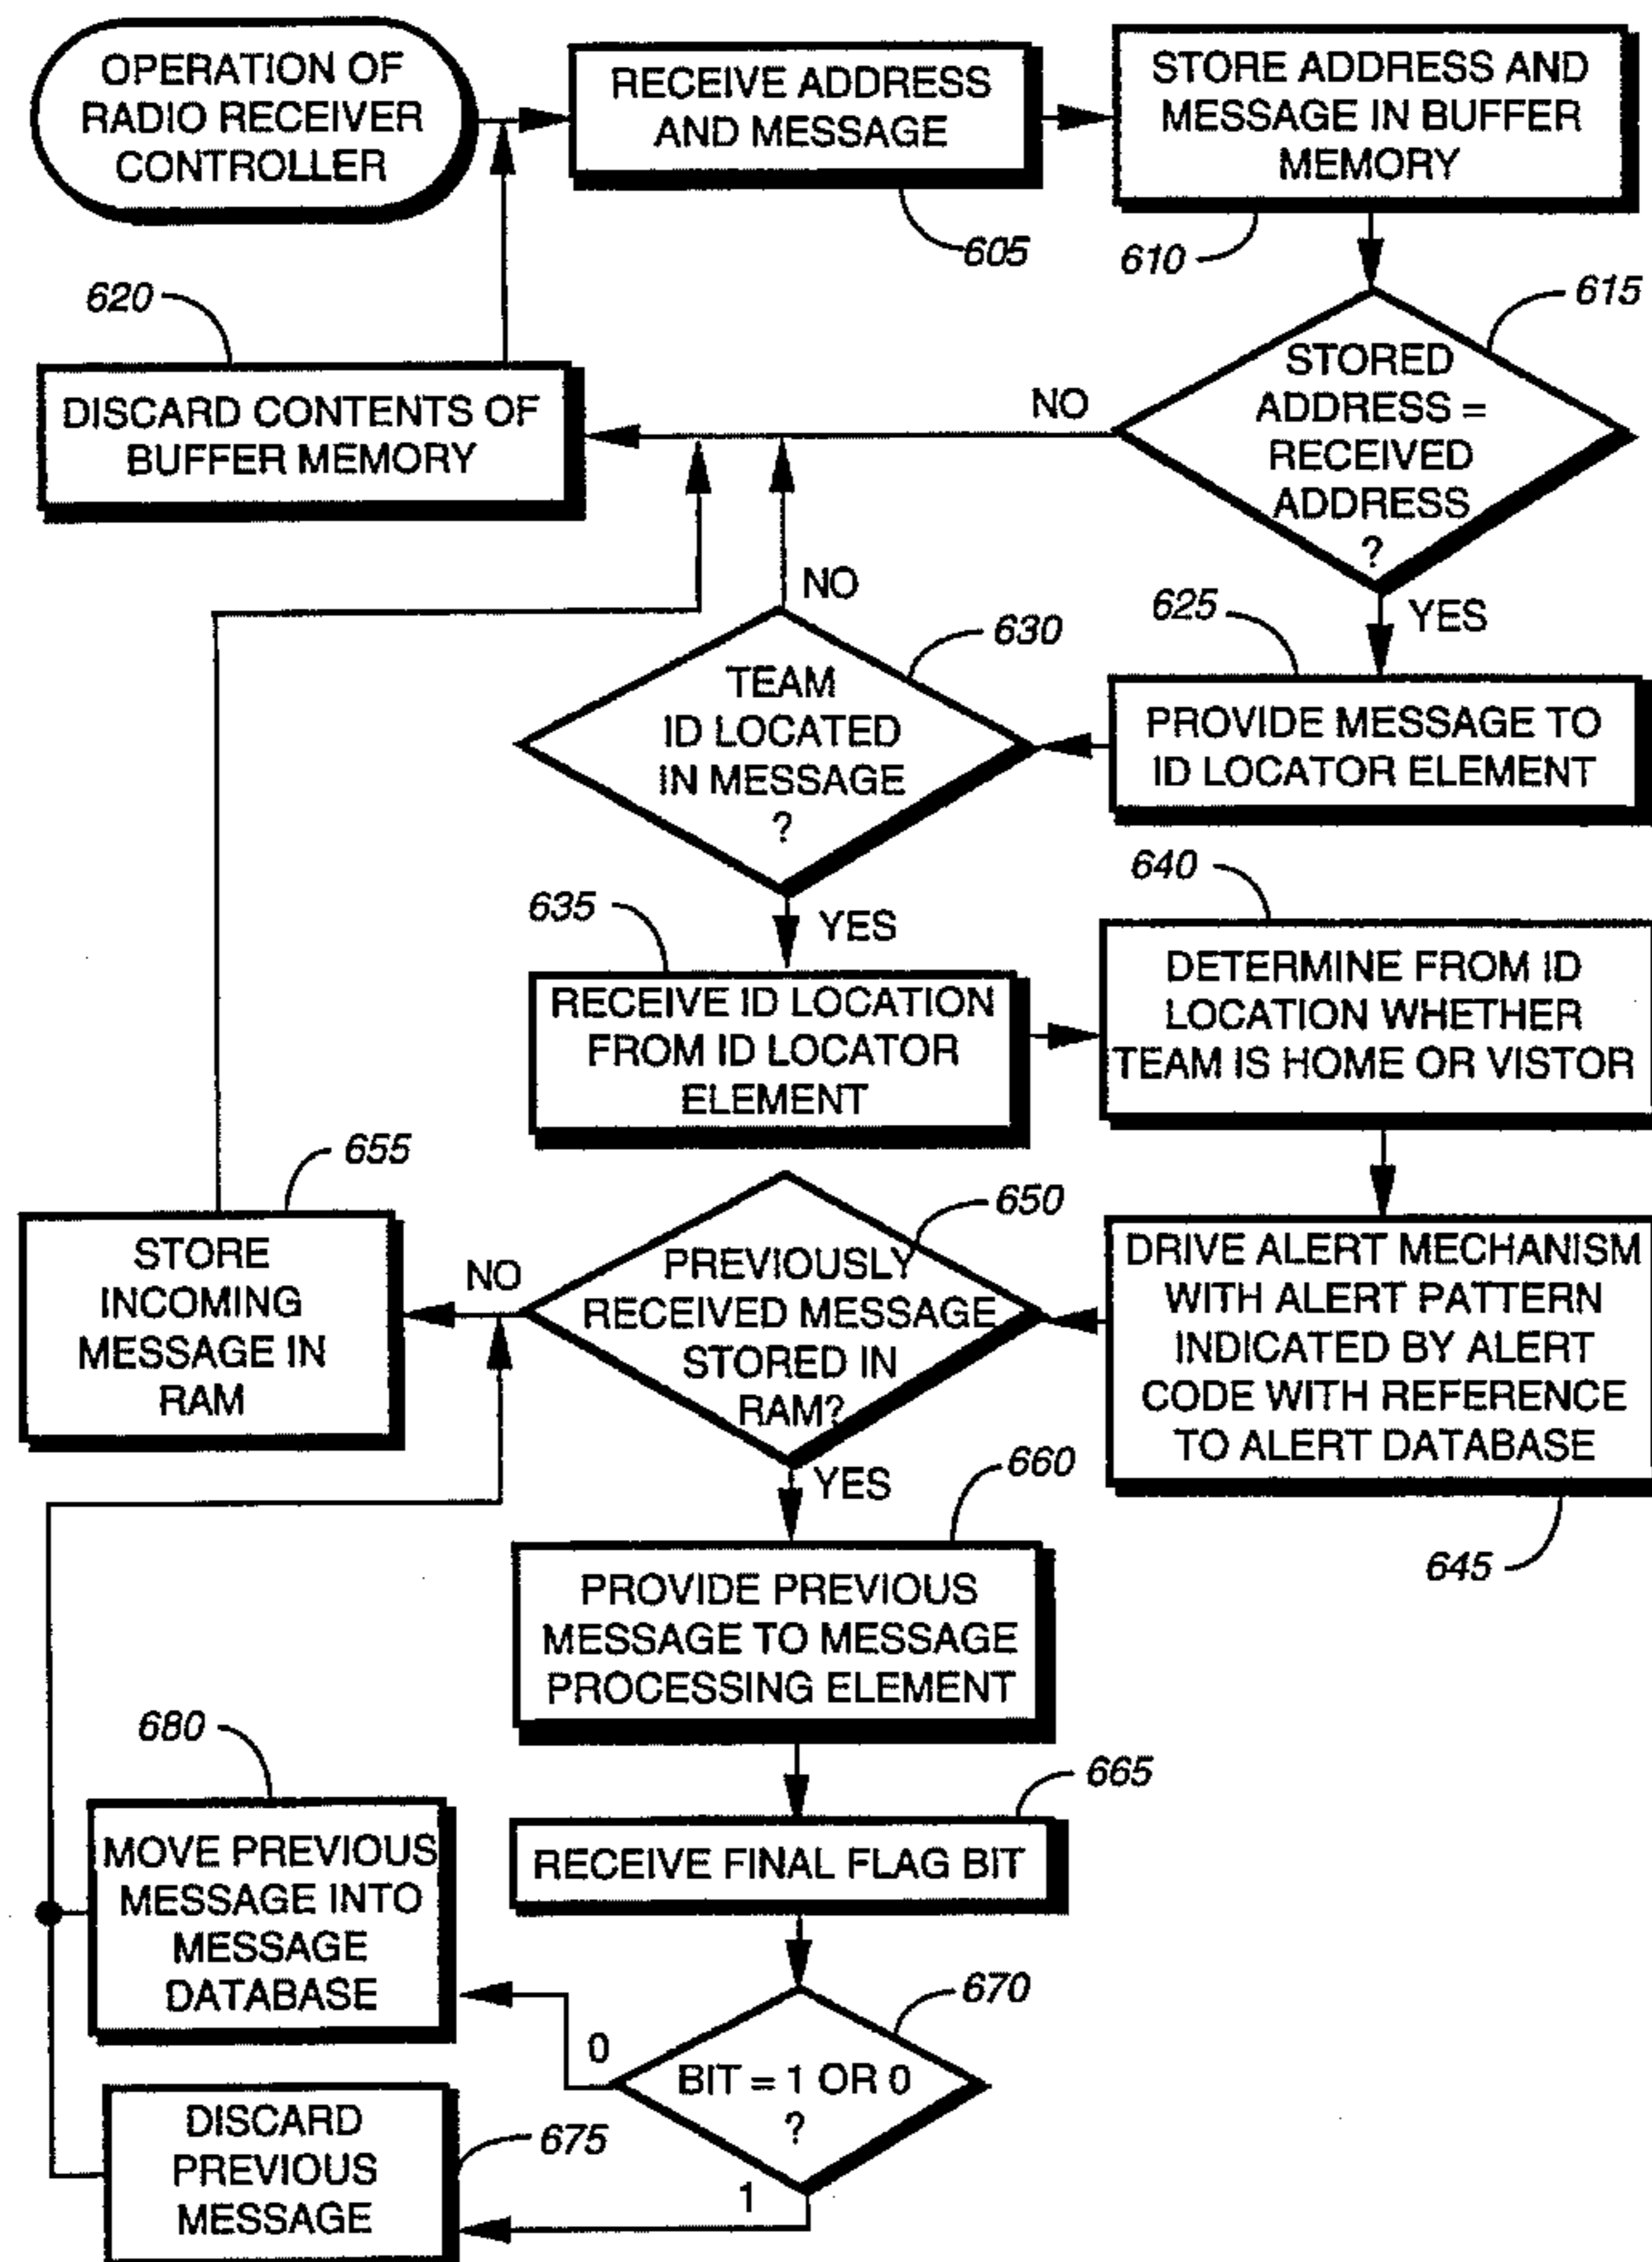 OPERATION OF
RADIO RECEIVER
CONTROLLER
RECEIVE ADDRESS
AND MESSAGE
605
STORE ADDRESS AND
MESSAGE IN BUFFER
MEMORY
610
615
STORED
ADDRESS =
RECEIVED
ADDRESS
?
NO
YES
620
DISCARD CONTENTS OF
BUFFER MEMORY
625
PROVIDE MESSAGE TO
ID LOCATOR ELEMENT
630
TEAM
ID LOCATED
IN MESSAGE
?
NO
YES
635
RECEIVE ID LOCATION
FROM ID LOCATOR
ELEMENT
640
DETERMINE FROM ID
LOCATION WHETHER
TEAM IS HOME OR VISTOR
DRIVE ALERT MECHANISM
WITH ALERT PATTERN
INDICATED BY ALERT
CODE WITH REFERENCE
TO ALERT DATABASE
645
650
PREVIOUSLY
RECEIVED MESSAGE
STORED IN
RAM?
NO
YES
655
STORE
INCOMING
MESSAGE IN
RAM
660
PROVIDE PREVIOUS
MESSAGE TO MESSAGE
PROCESSING ELEMENT
665
RECEIVE FINAL FLAG BIT
670
BIT = 1 OR 0
?
0
1
680
MOVE PREVIOUS
MESSAGE INTO
MESSAGE
DATABASE
675
DISCARD
PREVIOUS
MESSAGE